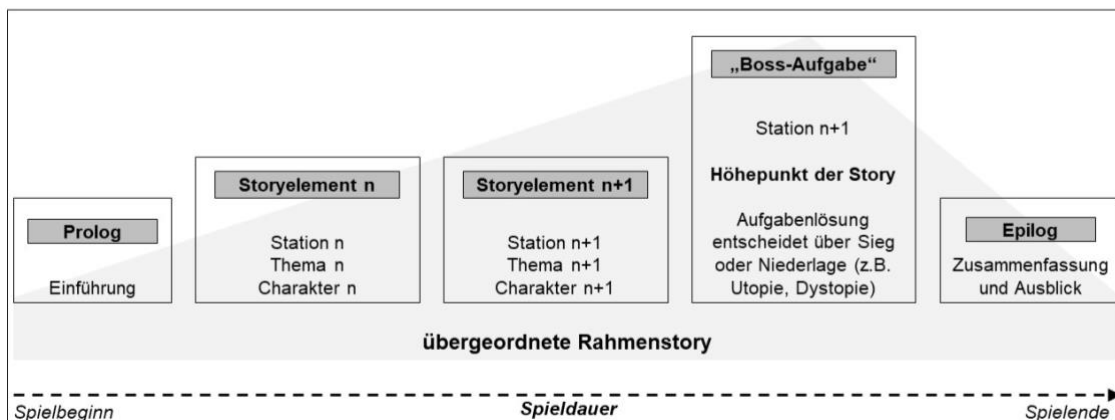 Prolog
Einführung
Storyelement n
Station n
Thema n
Charakter n
Storyelement n+1
Station n+1
Thema n+1
Charakter n+1
„Boss-Aufgabe“
Station n+1
Höhepunkt der Story
Aufgabenlösung
entscheidet über Sieg
oder Niederlage (z.B.
Utopie, Dystopie)
Epilog
Zusammenfassung
und Ausblick
übergeordnete Rahmenstory
Spielbeginn
Spieldauer
Spielende